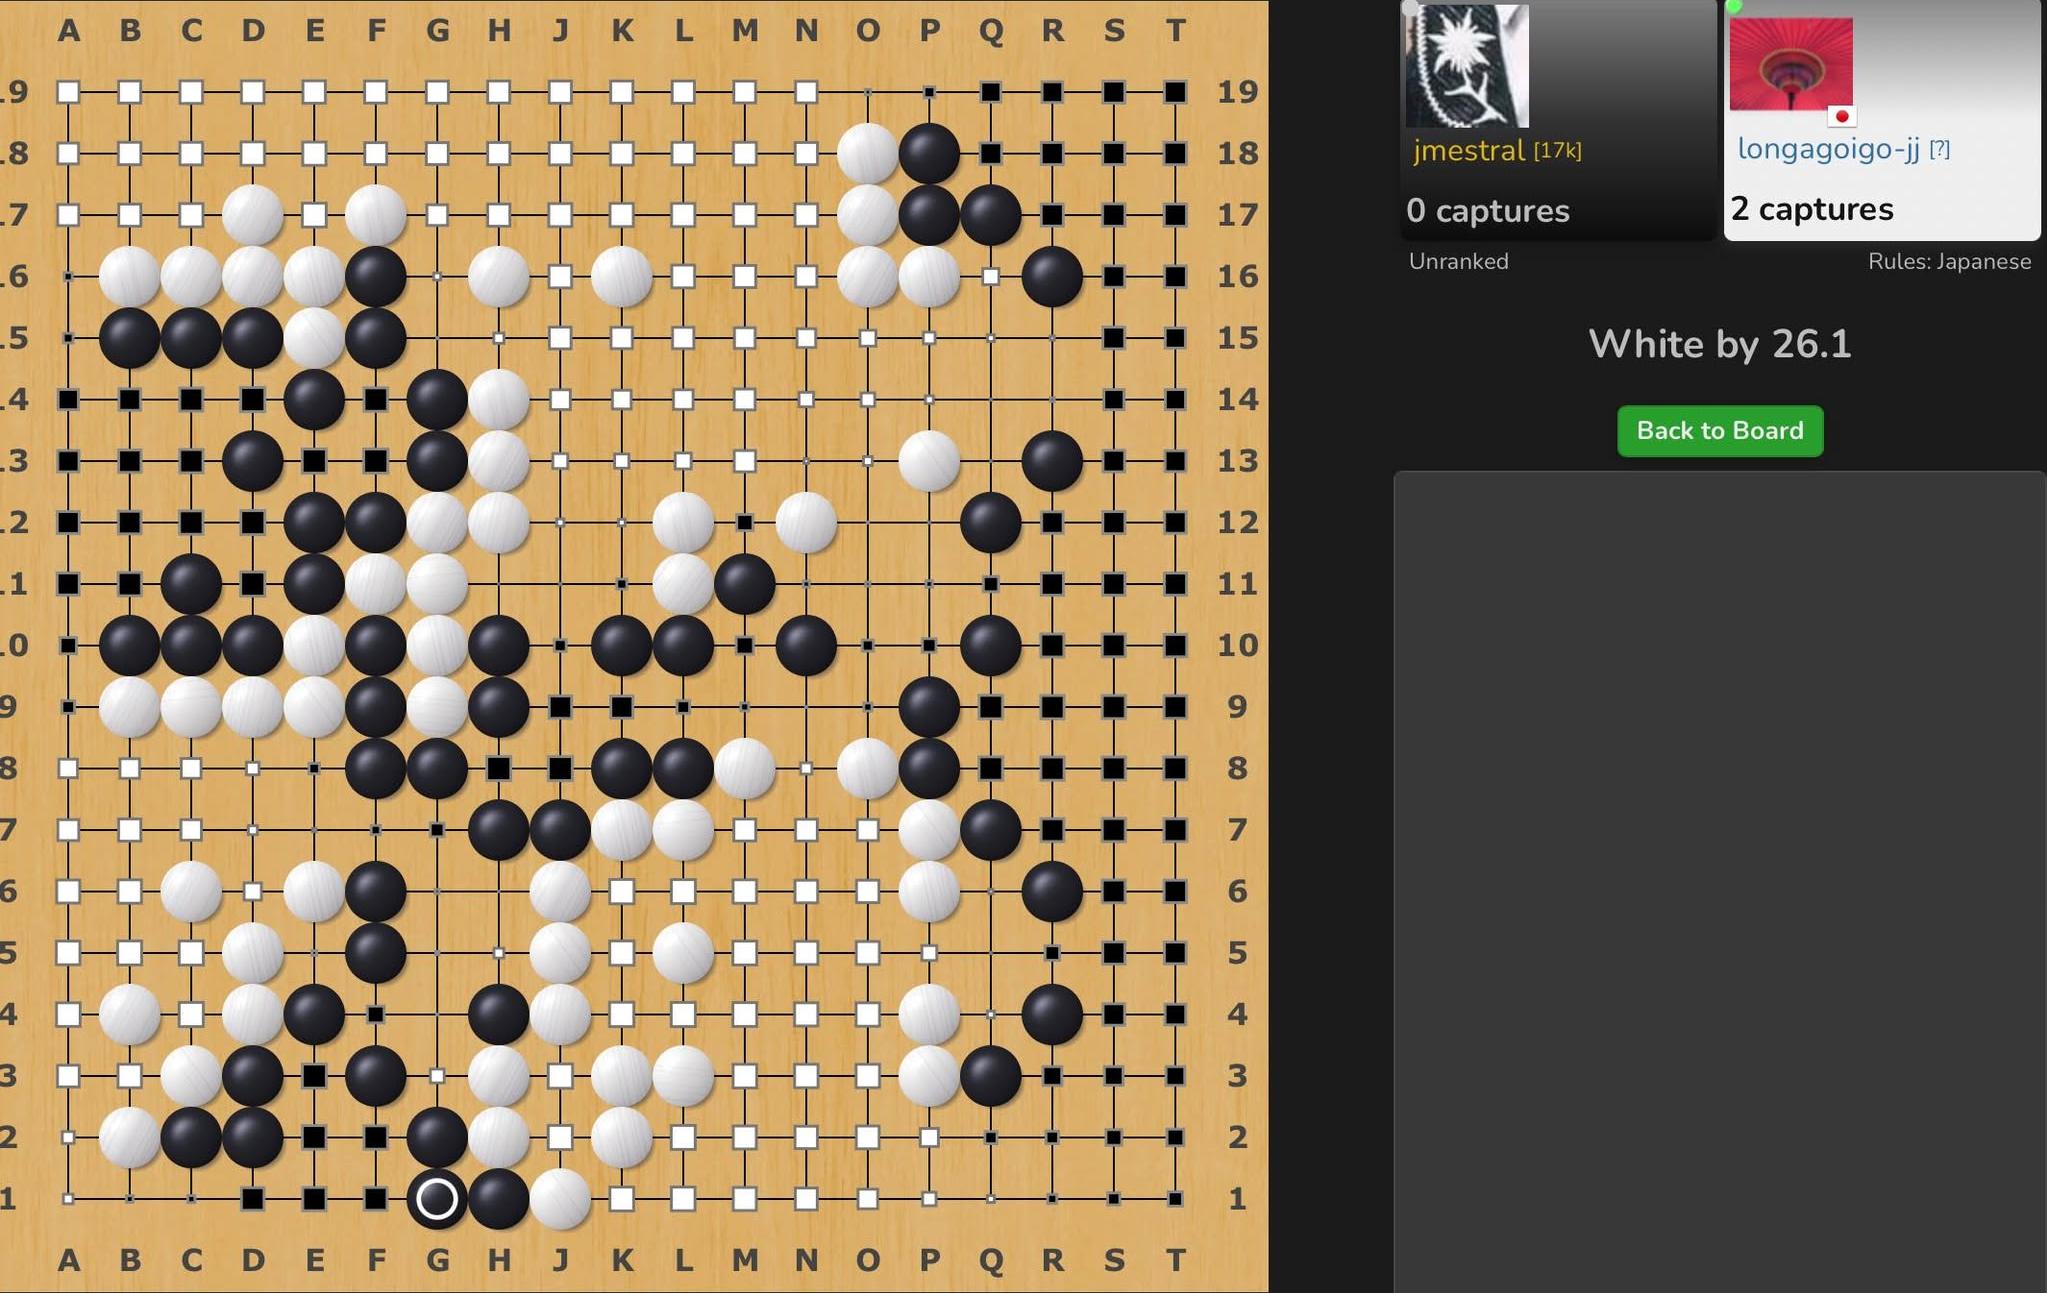 A B C D E F G H J K L M N O P Q R S T
19 19
18 18
17 17
16 16
15 15
14 14
13 13
12 12
11 11
10 10
9 9
8 8
7 7
6 6
5 5
4 4
3 3
2 2
1 1
A B C D E F G H J K L M N O P Q R S T
jmestral [17k]
0 captures
Unranked
longagoigo-jj [?]
2 captures
Rules: Japanese
White by 26.1
Back to Board